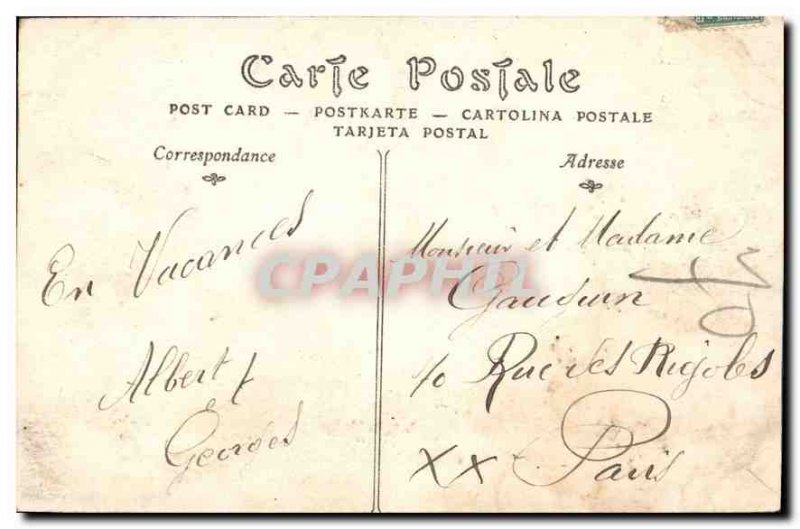 Carte Postale
POST CARD — POSTKARTE — CARTOLINA POSTALE
TARJETA POSTAL
Correspondance
Adresse
En Vacances
Albert
et
Georges
Monsieur et Madame
Rue des Rigoles
XX Paris
CPAPHIL